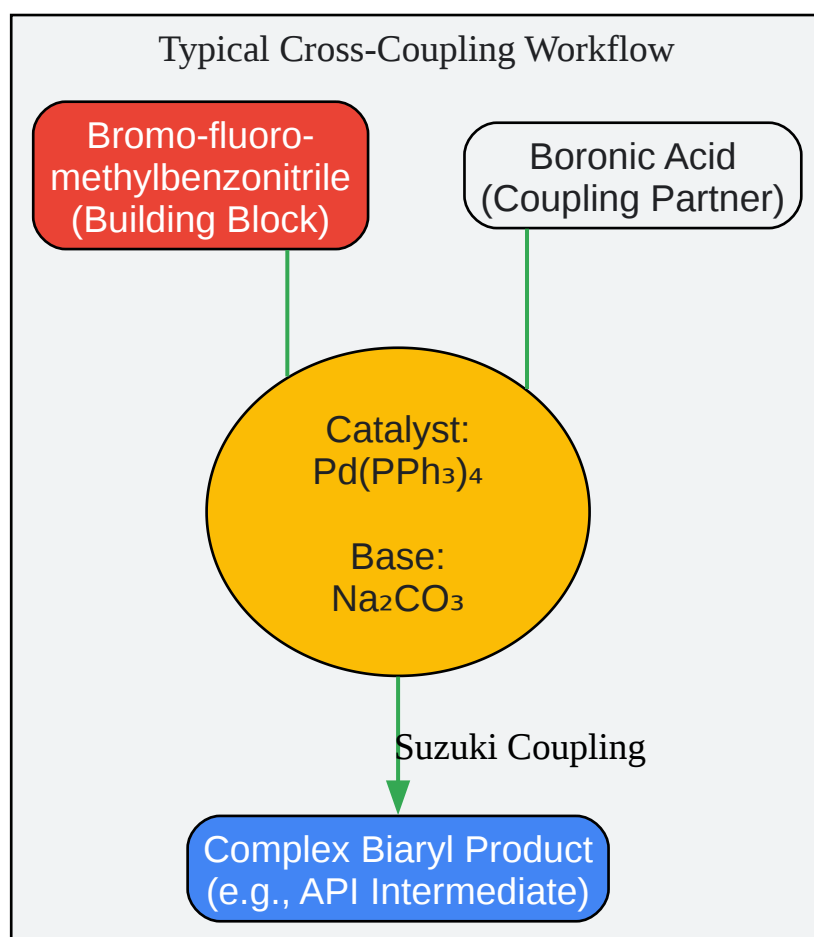 Typical Cross-Coupling Workflow
Bromo-fluoro-
methylbenzonitrile
(Building Block)
Boronic Acid
(Coupling Partner)
Catalyst:
Pd(PPh₃)₄
Base:
Na₂CO₃
Suzuki Coupling
Complex Biaryl Product
(e.g., API Intermediate)